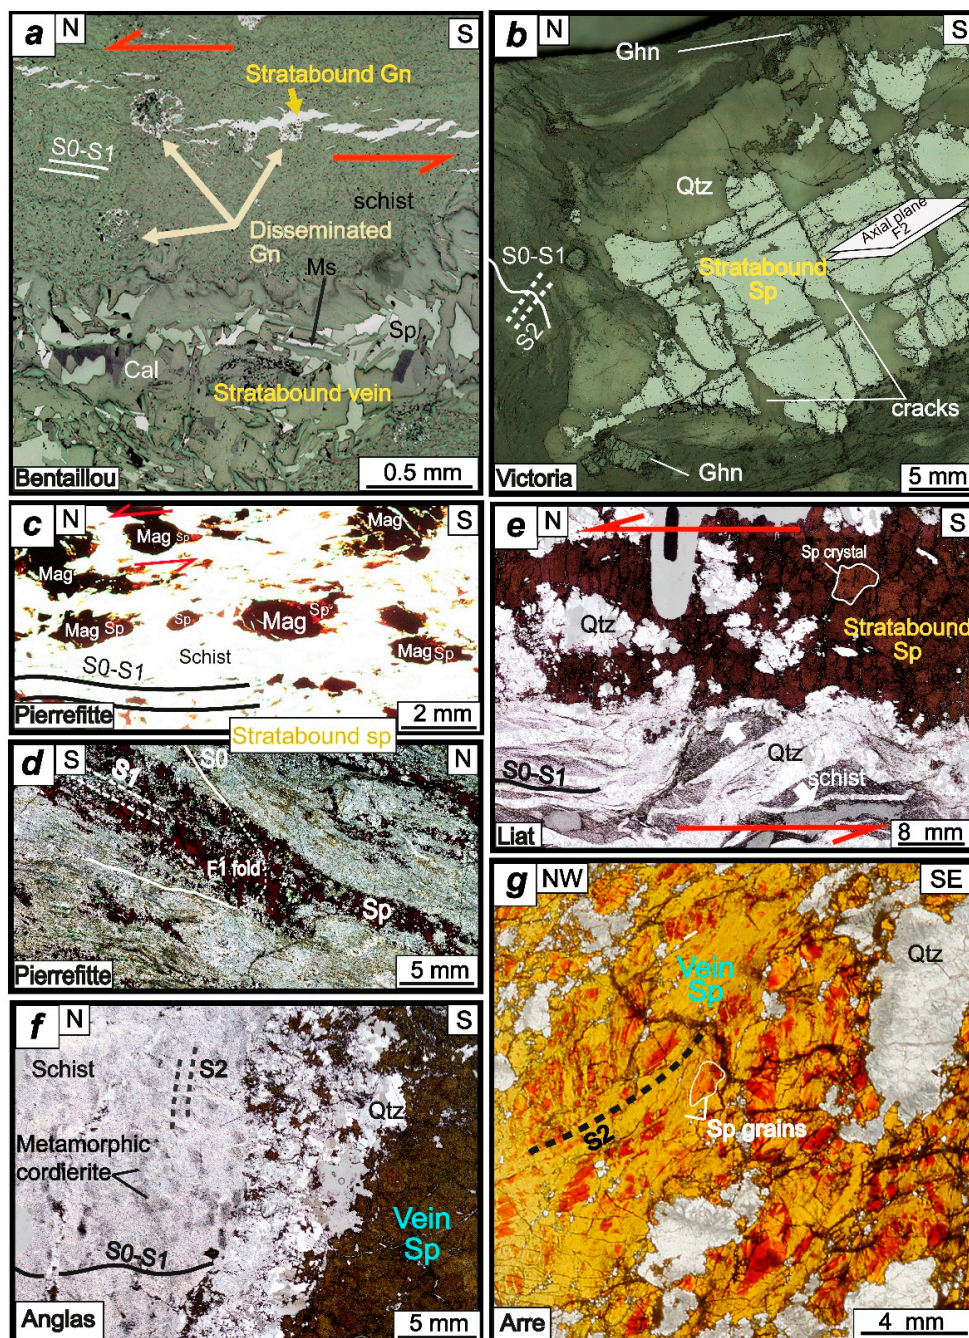 a N S
Stratabound Gn
S0-S1
schist
Disseminated
Gn
Ms
Sp
Cal
Stratabound vein
Bentaillou
0.5 mm
b N S
Ghn
Qtz
Axial plane
F2
S0-S1
Stratabound
Sp
S2
cracks
Ghn
Victoria
5 mm
c N S
Mag Sp
Mag
Mag
Sp
Mag Sp
Sp
Mag
Mag Sp
Schist
S0-S1
Pierrefitte
2 mm
Stratabound sp
d S N
S0
S1
F1 fold
Sp
Pierrefitte
5 mm
e N S
Sp crystal
Qtz
Stratabound
Sp
Qtz
schist
S0-S1
Liat
8 mm
f N S
Schist
S2
Qtz
Metamorphic
cordierite
Vein
Sp
S0-S1
Anglas
5 mm
g NW SE
Qtz
Vein
Sp
S2
Sp grains
Arre
4 mm